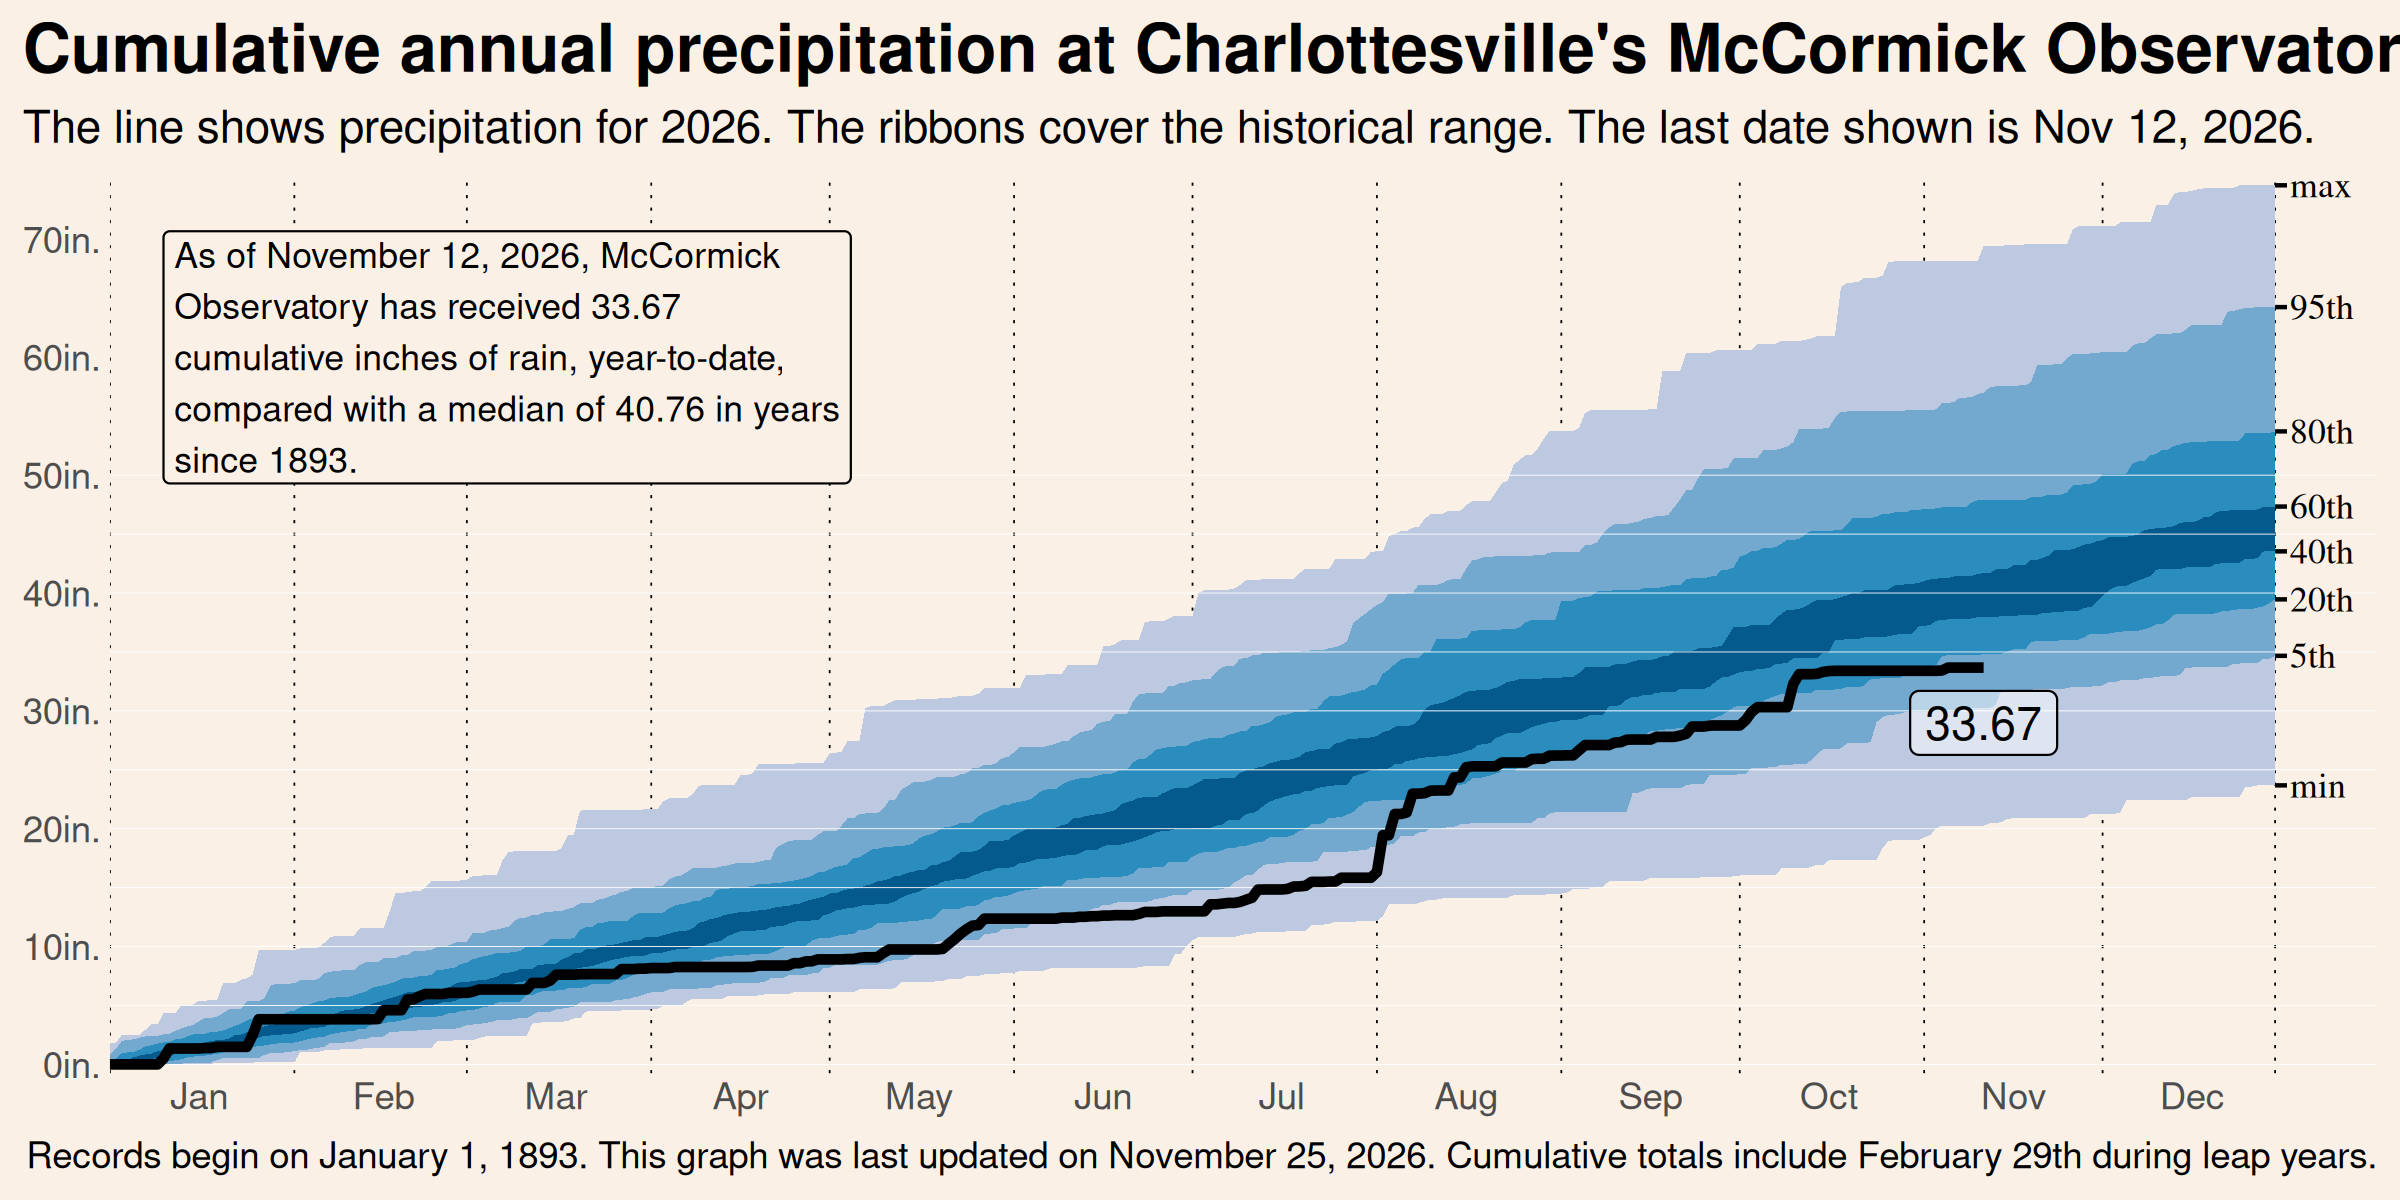 Cumulative annual precipitation at Charlottesville's McCormick Observator
The line shows precipitation for 2026. The ribbons cover the historical range. The last date shown is Nov 12, 2026.
As of November 12, 2026, McCormick
Observatory has received 33.67
cumulative inches of rain, year-to-date,
compared with a median of 40.76 in years
since 1893.
70in.
60in.
50in.
40in.
30in.
20in.
10in.
0in.
max
95th
80th
60th
40th
20th
5th
min
33.67
Jan Feb Mar Apr May Jun Jul Aug Sep Oct Nov Dec
Records begin on January 1, 1893. This graph was last updated on November 25, 2026. Cumulative totals include February 29th during leap years.